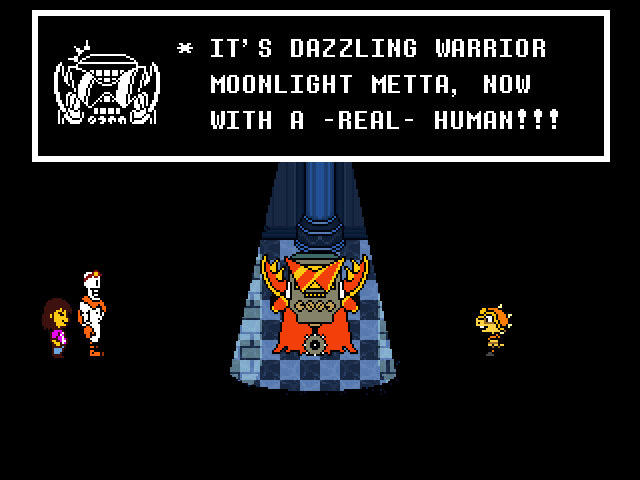 * IT'S DAZZLING WARRIOR
MOONLIGHT METTA, NOW
WITH A -REAL- HUMAN!!!